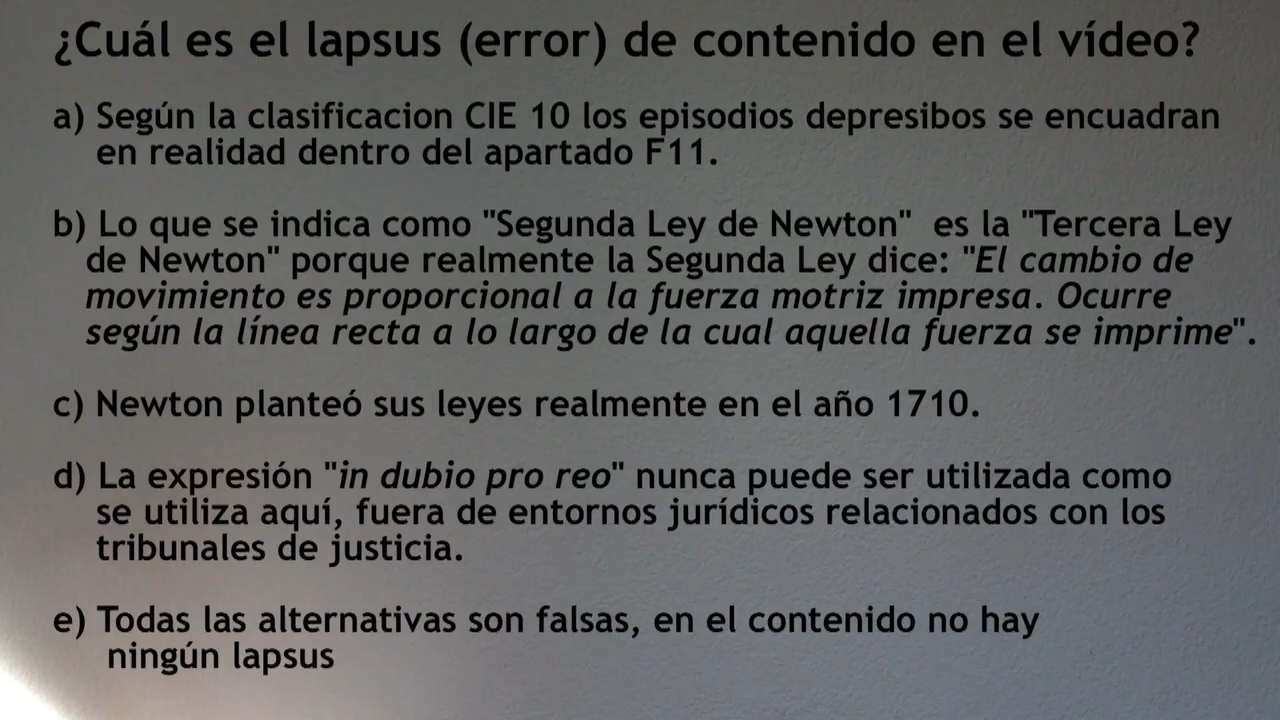 ¿Cuál es el lapsus (error) de contenido en el vídeo?
a) Según la clasificacion CIE 10 los episodios depresibos se encuadran
en realidad dentro del apartado F11.
b) Lo que se indica como "Segunda Ley de Newton" es la "Tercera Ley
de Newton" porque realmente la Segunda Ley dice: "El cambio de
movimiento es proporcional a la fuerza motriz impresa. Ocurre
según la línea recta a lo largo de la cual aquella fuerza se imprime".
c) Newton planteó sus leyes realmente en el año 1710.
d) La expresión "in dubio pro reo" nunca puede ser utilizada como
se utiliza aquí, fuera de entornos jurídicos relacionados con los
tribunales de justicia.
e) Todas las alternativas son falsas, en el contenido no hay
ningún lapsus